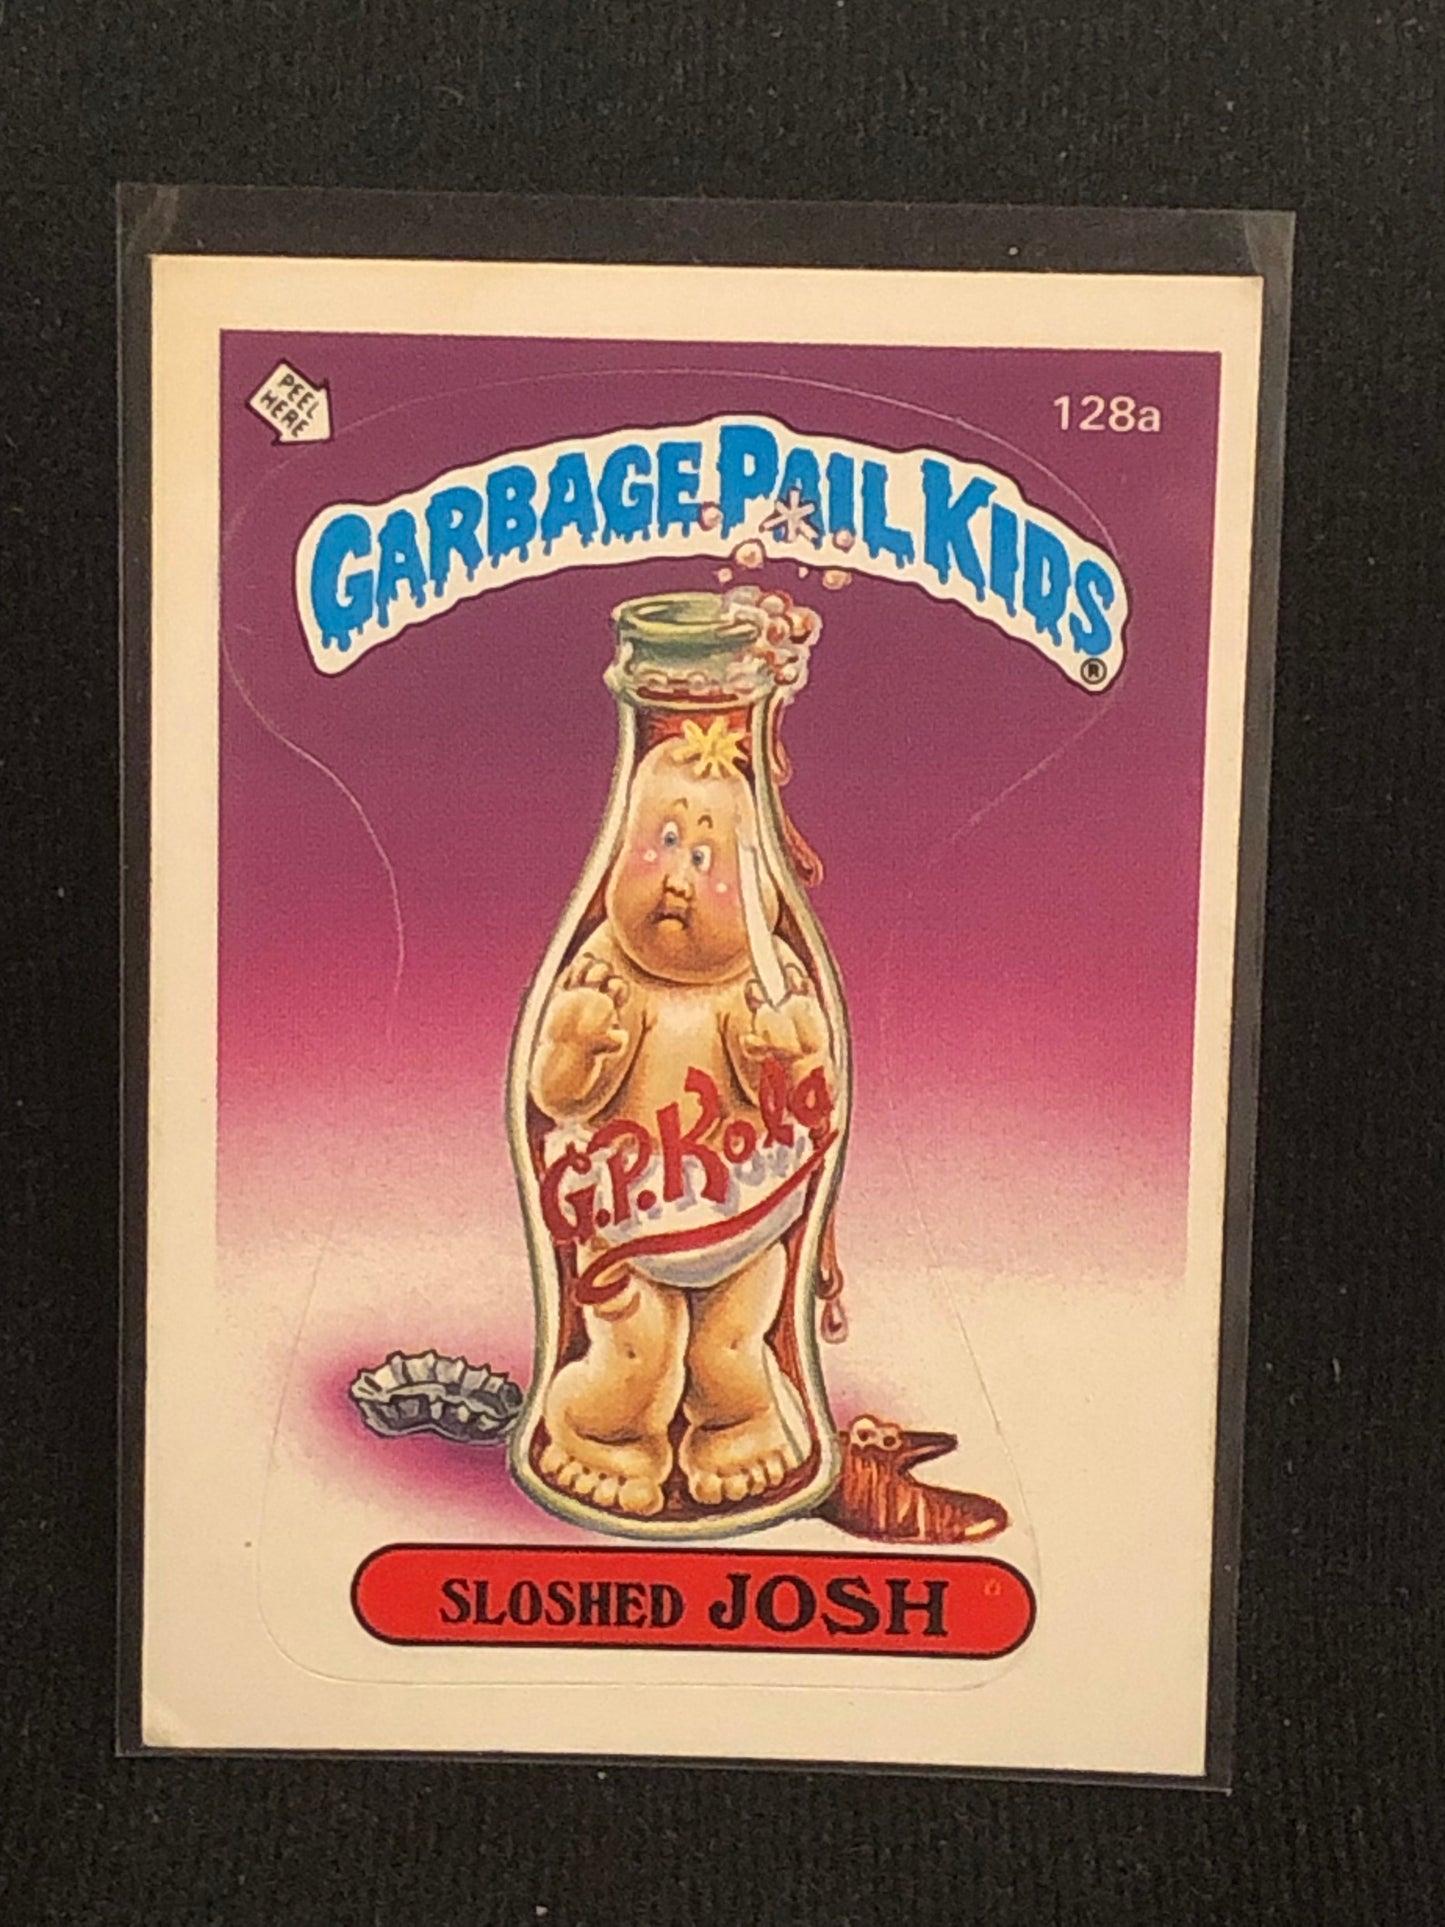 PEEL
HERE
128a
GARBAGE PAIL KIDS
®
G.P. Kola
SLOSHED JOSH